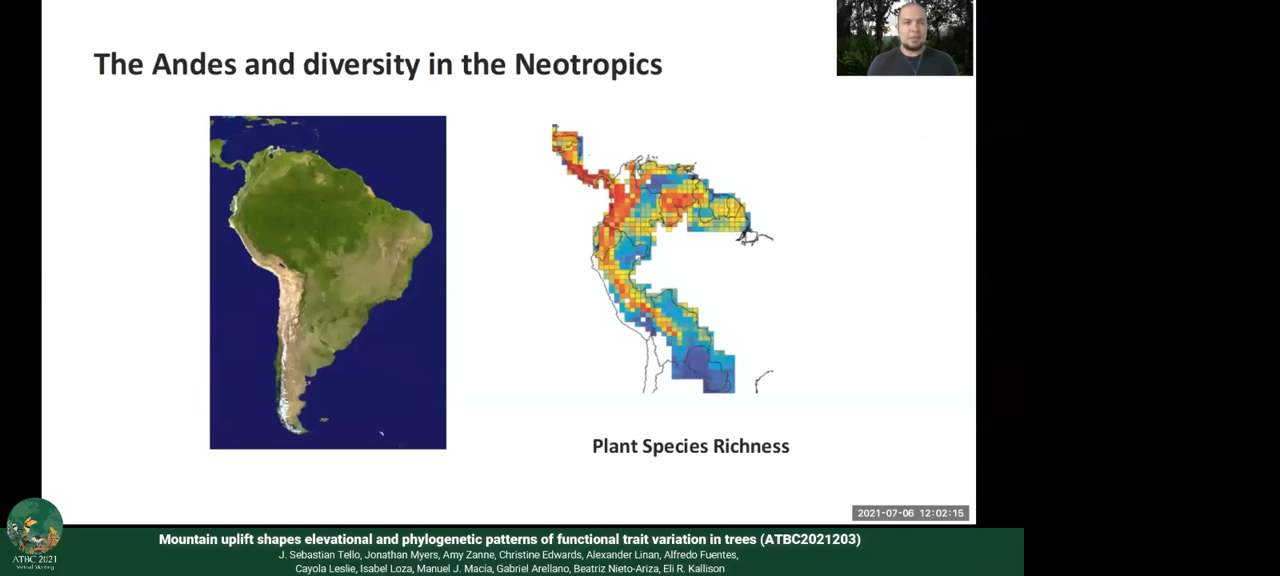 The Andes and diversity in the Neotropics
Plant Species Richness
2021-07-06 12:02:15
Mountain uplift shapes elevational and phylogenetic patterns of functional trait variation in trees (ATBC2021203)
J. Sebastian Tello, Jonathan Myers, Amy Zanne, Christine Edwards, Alexander Linan, Alfredo Fuentes,
Cayola Leslie, Isabel Loza, Manuel J. Macía, Gabriel Arellano, Beatriz Nieto-Ariza, Eli R. Kallison
ATBC 2021
Virtual Meeting